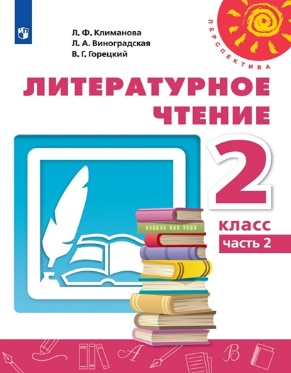 Л. Ф. Климанова
Л. А. Виноградская
В. Г. Горецкий
ПЕРСПЕКТИВА
ЛИТЕРАТУРНОЕ
ЧТЕНИЕ
2
класс
часть 2